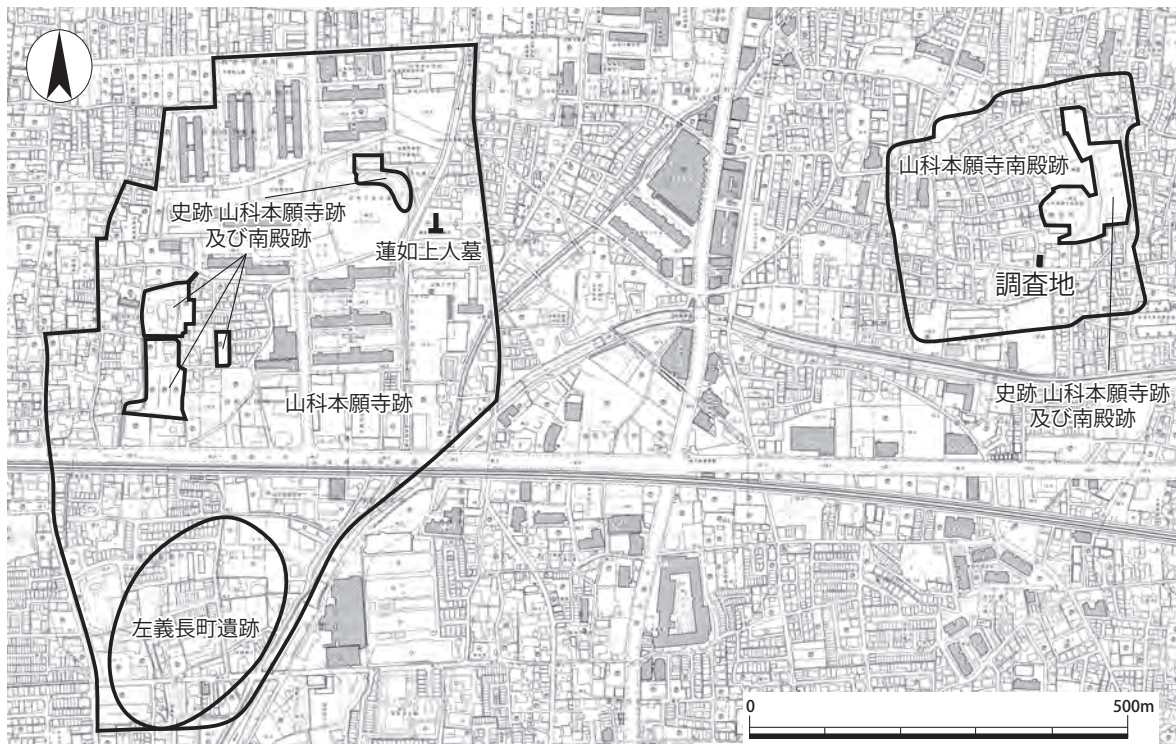 史跡 山科本願寺跡
及び南殿跡
蓮如上人墓
山科本願寺跡
左義長町遺跡
山科本願寺南殿跡
調査地
史跡 山科本願寺跡
及び南殿跡
0
500m